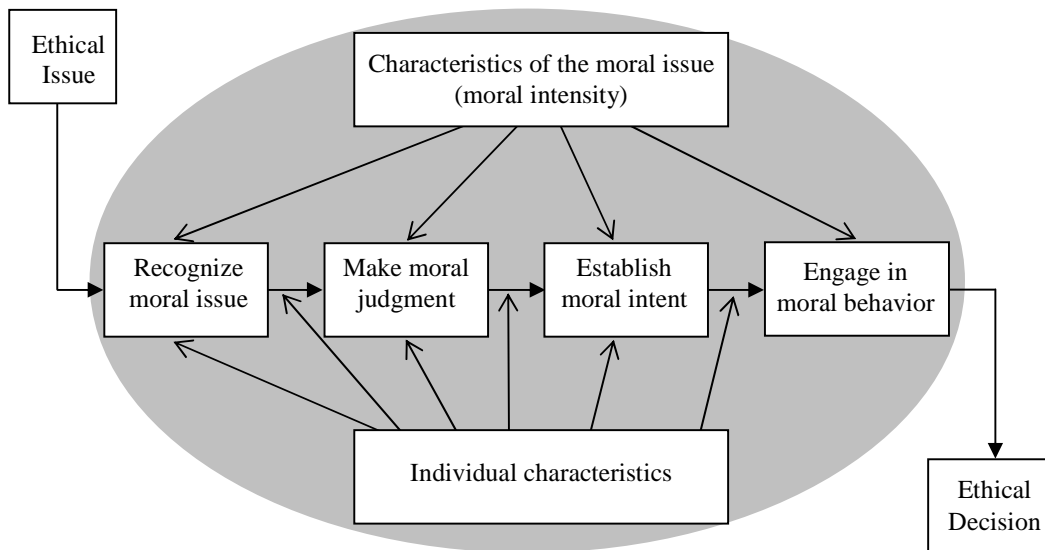 Ethical
Issue
Characteristics of the moral issue
(moral intensity)
Recognize
moral issue
Make moral
judgment
Establish
moral intent
Engage in
moral behavior
Individual characteristics
Ethical
Decision